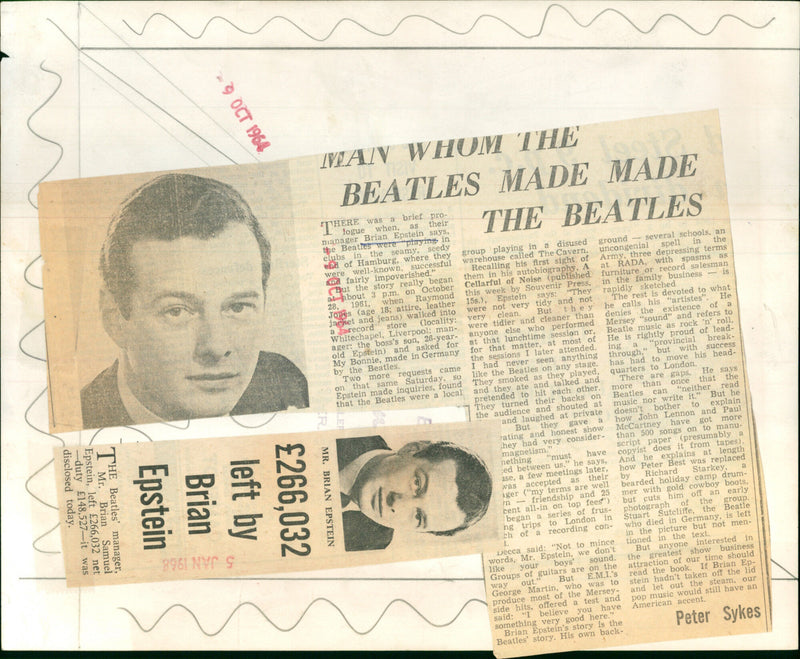 - 9 OCT 1964
MAN WHOM THE
BEATLES MADE MADE
THE BEATLES
THERE was a brief pro-
logue when, as their
manager Brian Epstein says,
the Beatles were "playing in
clubs in the seamy, seedy
end of Hamburg, where they
were well-known, successful
fairly impoverished."
But the story really began
about 3 p.m. on October
28, 1961, when Raymond
Jones (age 18; attire, leather
jacket and jeans) walked into
a record store (locality:
Whitechapel, Liverpool; man-
ager: the boss's son, 26-year-
old Epstein) and asked for
My Bonnie, made in Germany
by the Beatles.
Two more requests came
on that same Saturday, so
Epstein made inquiries, found
that the Beatles were a local
- 9 OCT 1964
group playing in a disused
warehouse called The Cavern.
Recalling his first sight of
them in his autobiography, A
Cellarful of Noise (published
this week by Souvenir Press,
15s.), Epstein says: "They
were not very tidy and not
very clean. But they
were tidier and cleaner than
anyone else who performed
at that lunchtime session or,
for that matter, at most of
the sessions I later attended.
I had never seen anything
like the Beatles on any stage.
They smoked as they played,
and they ate and talked and
pretended to hit each other.
They turned their backs on
the audience and shouted at
and laughed at private
But they gave a
ating and honest show
they had very consider-
magnetism."
nething "must have
ed between us," he says,
use, a few meetings later,
was accepted as their
ger ("my terms are well
n — friendship and 25
cent all-in on top fees")
began a series of frus-
ng trips to London in
ch of a recording con-
Decca said: "Not to mince
words, Mr. Epstein, we don't
like your boys' sound.
Groups of guitars are on the
way out." But E.M.I.'s
George Martin, who was to
produce most of the Mersey-
side hits, offered a test and
said: "I believe you have
something very good here."
Brian Epstein's story is the
Beatles' story. His own back-
ground — several schools, an
uncongenial spell in the
Army, three depressing terms
at RADA, with spasms as
furniture or record salesman
in the family business — is
rapidly sketched.
The rest is devoted to what
he calls his "artistes". He
denies the existence of a
Mersey "sound" and refers to
Beatle music as rock 'n' roll.
He is rightly proud of lead-
ing a "provincial break-
through," but with success
has had to move his head-
quarters to London.
There are gaps. He says
more than once that the
Beatles can "neither read
music nor write it." But he
doesn't bother to explain
how John Lennon and Paul
McCartney have got more
than 500 songs on to manu-
script paper (presumably a
copyist does it from tapes).
And he explains at length
how Peter Best was replaced
by Richard Starkey, a
bearded holiday camp drum-
mer with gold cowboy boots,
but cuts him off an early
photograph of the group.
Stuart Sutcliffe, the Beatle
who died in Germany, is left
in the picture but not men-
tioned in the text.
But anyone interested in
the greatest show business
attraction of our time should
read the book. If Brian Ep-
stein hadn't taken off the lid
and let out the steam, our
pop music would still have an
American accent.
Peter Sykes
MR. BRIAN EPSTEIN
£266,032
left by
Brian
Epstein
THE Beatles' manager,
Mr. Brian Samuel
Epstein, left £266,032 net
—duty £148,527—it was
disclosed today.
5 JAN 1968